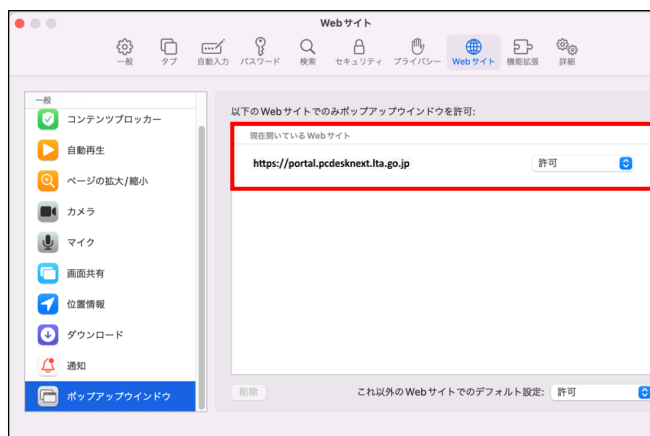 Webサイト
一般 タブ 自動入力 パスワード 検索 セキュリティ プライバシー Webサイト 機能拡張 詳細
一般
コンテンツブロッカー
自動再生
ページの拡大/縮小
カメラ
マイク
画面共有
位置情報
ダウンロード
通知
ポップアップウインドウ
以下のWebサイトでのみポップアップウインドウを許可:
現在開いているWebサイト
https://portal.pcdesknext.lta.go.jp 許可
削除 これ以外のWebサイトでのデフォルト設定: 許可